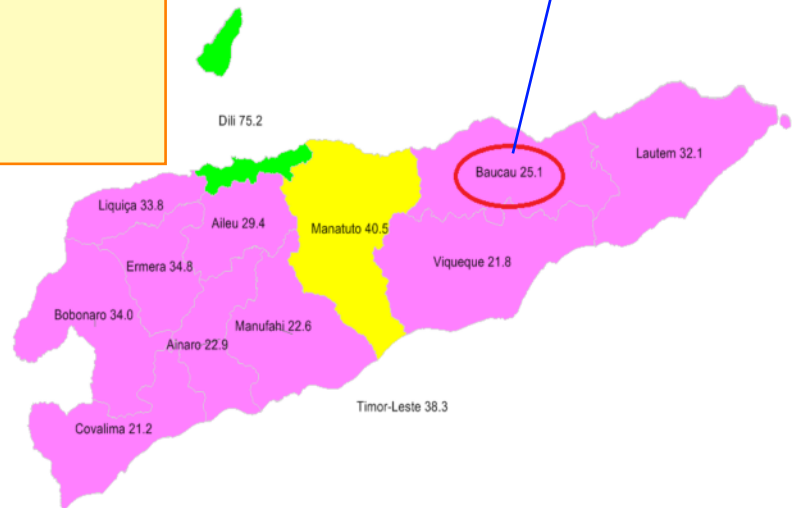 Dili 75.2
Lautem 32.1
Baucau 25.1
Liquiça 33.8
Aileu 29.4
Manatuto 40.5
Viqueque 21.8
Ermera 34.8
Bobonaro 34.0
Manufahi 22.6
Ainaro 22.9
Timor-Leste 38.3
Covalima 21.2